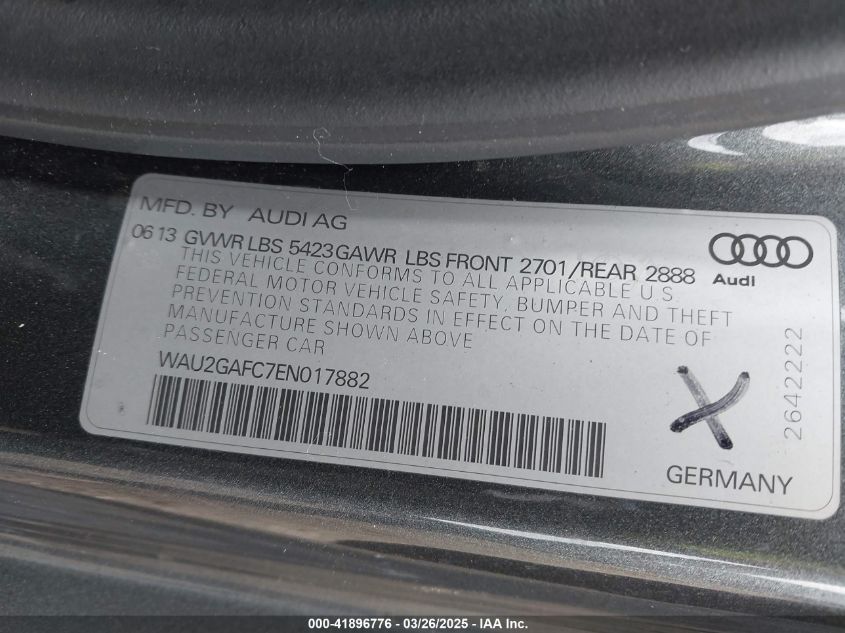 MFD. BY AUDI AG
0613 GVWR LBS 5423 GAWR LBS FRONT 2701/REAR 2888
THIS VEHICLE CONFORMS TO ALL APPLICABLE U S
FEDERAL MOTOR VEHICLE SAFETY, BUMPER AND THEFT
PREVENTION STANDARDS IN EFFECT ON THE DATE OF
MANUFACTURE SHOWN ABOVE
PASSENGER CAR
WAU2GAFC7EN017882
Audi
2642222
X
GERMANY
000-41896776 - 03/26/2025 - IAA Inc.